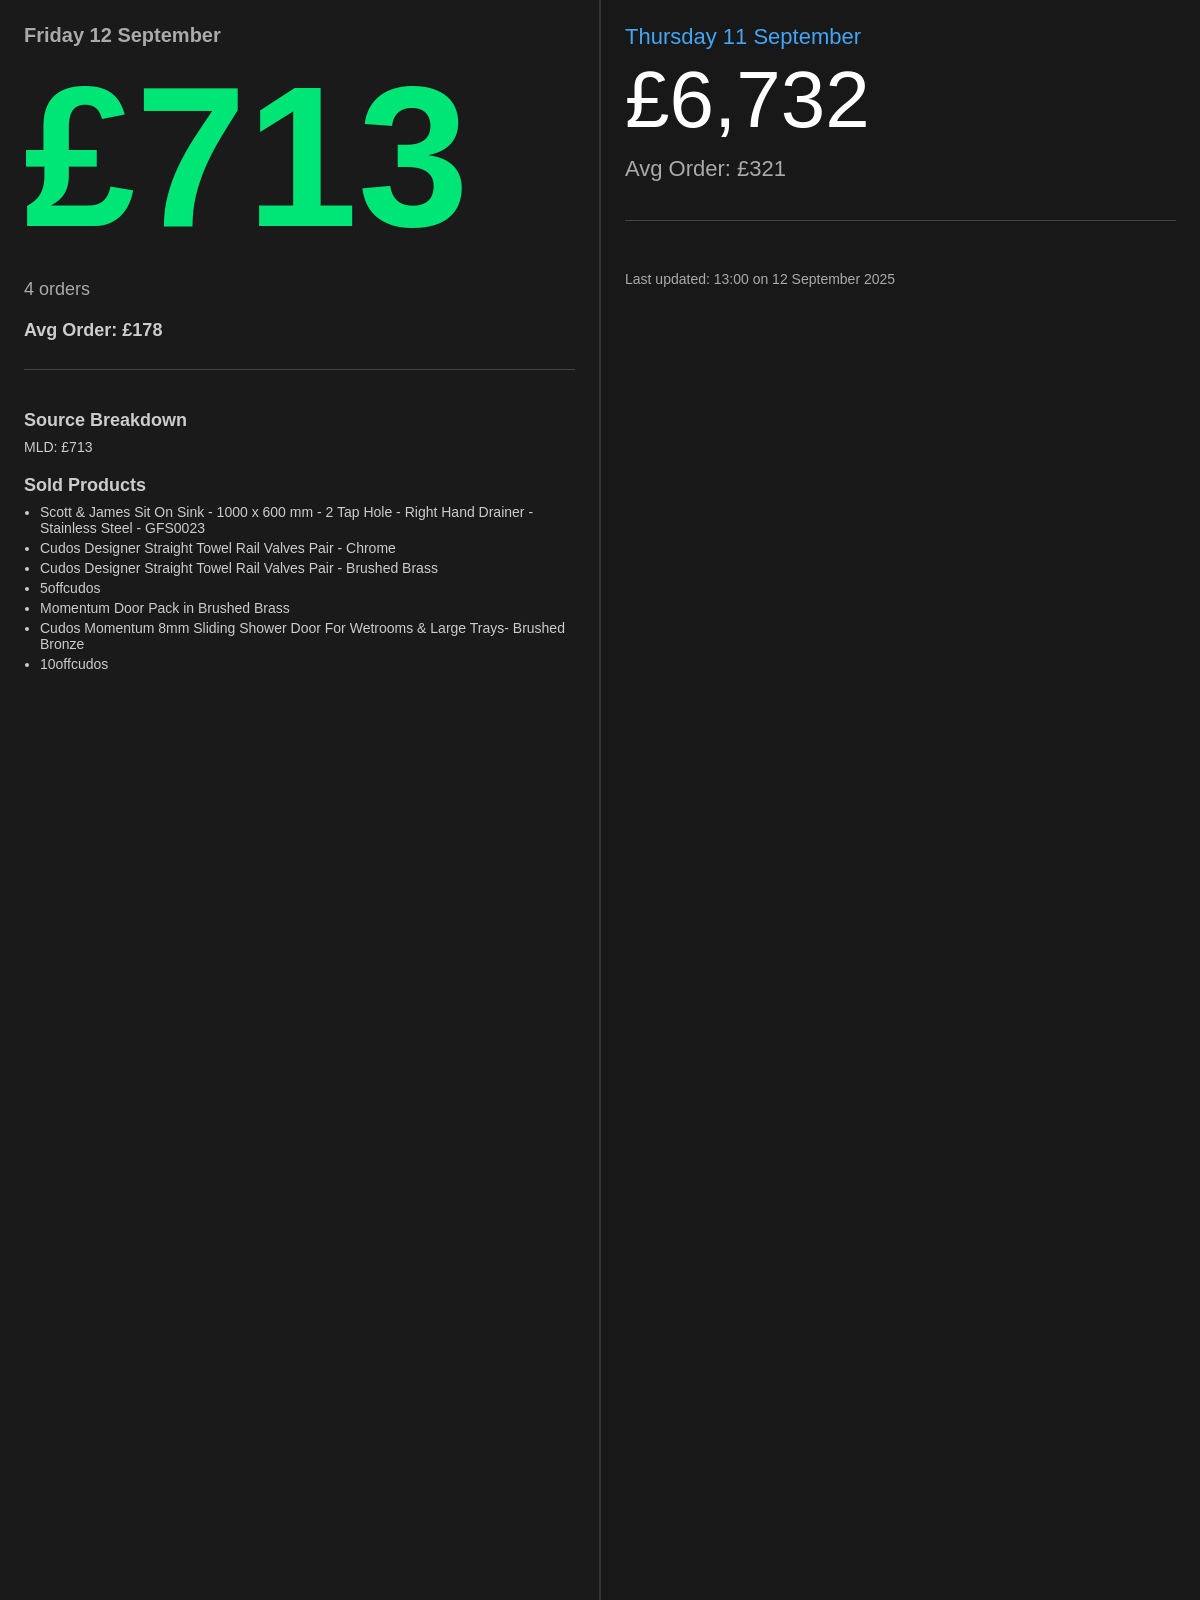 Friday 12 September
£713
4 orders
Avg Order: £178
Source Breakdown
MLD: £713
Sold Products
• Scott & James Sit On Sink - 1000 x 600 mm - 2 Tap Hole - Right Hand Drainer -
Stainless Steel - GFS0023
• Cudos Designer Straight Towel Rail Valves Pair - Chrome
• Cudos Designer Straight Towel Rail Valves Pair - Brushed Brass
• 5offcudos
• Momentum Door Pack in Brushed Brass
• Cudos Momentum 8mm Sliding Shower Door For Wetrooms & Large Trays- Brushed
Bronze
• 10offcudos
Thursday 11 September
£6,732
Avg Order: £321
Last updated: 13:00 on 12 September 2025